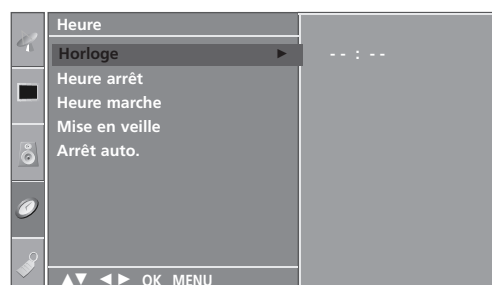 Heure
Horloge ► - - : - -
Heure arrêt
Heure marche
Mise en veille
Arrêt auto.
▲▼ ◄► OK MENU